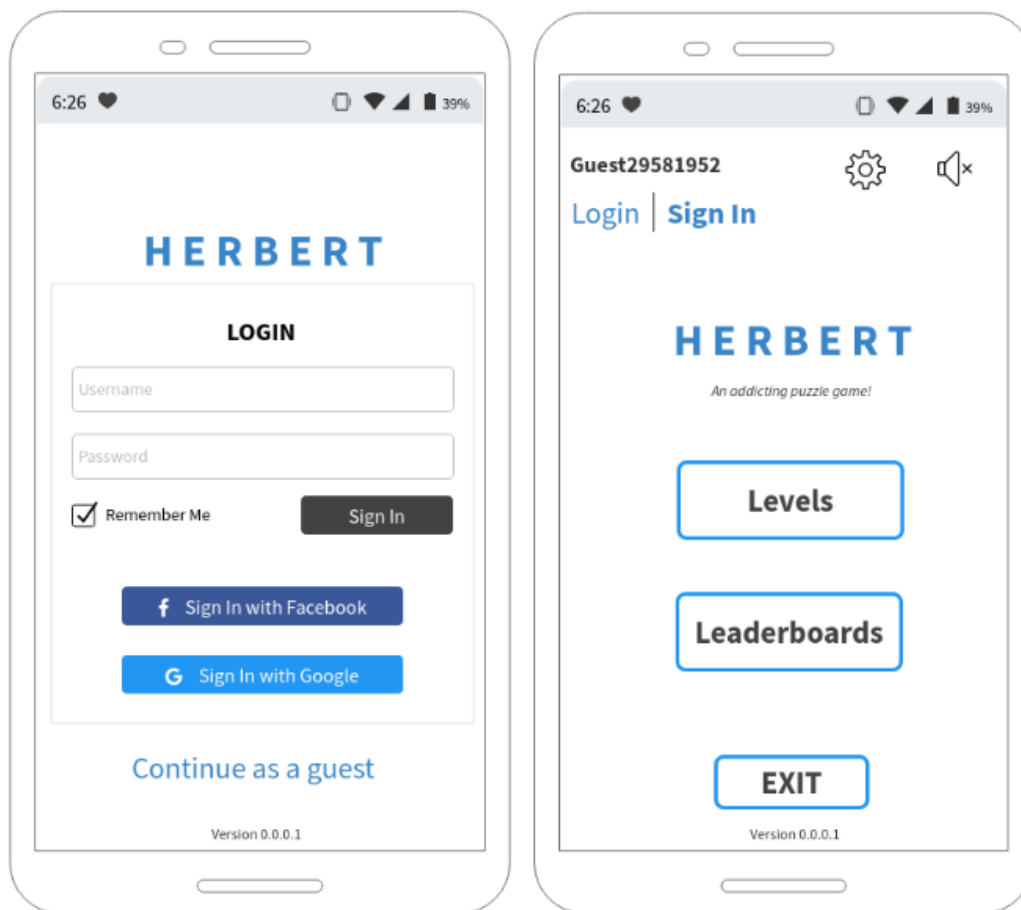 6:26
39%
HERBERT
LOGIN
Username
Password
Remember Me
Sign In
f Sign In with Facebook
G Sign In with Google
Continue as a guest
Version 0.0.0.1
6:26
39%
Guest29581952
Login | Sign In
HERBERT
An addicting puzzle game!
Levels
Leaderboards
EXIT
Version 0.0.0.1